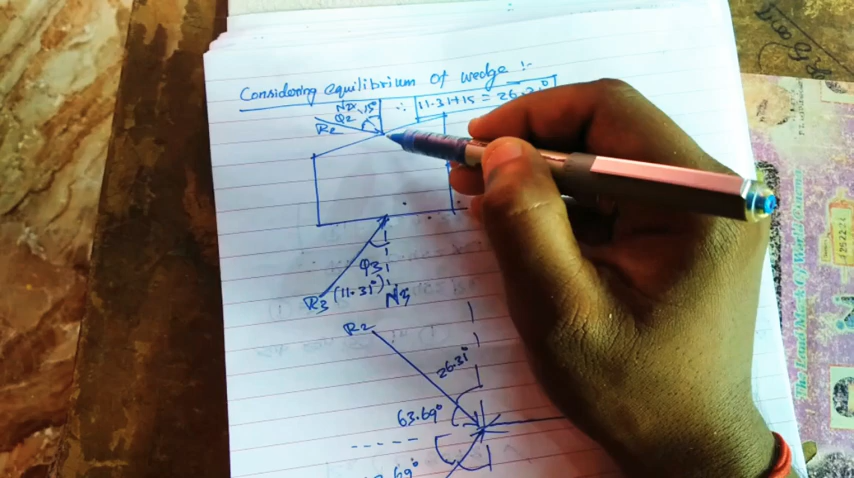 Considering equilibrium of wedge :-
N2 15° ∴ 11.31+15 = 26.31°
φ2
R2
φ3
R3 (11.31°) N3
R2
26.31°
63.69°